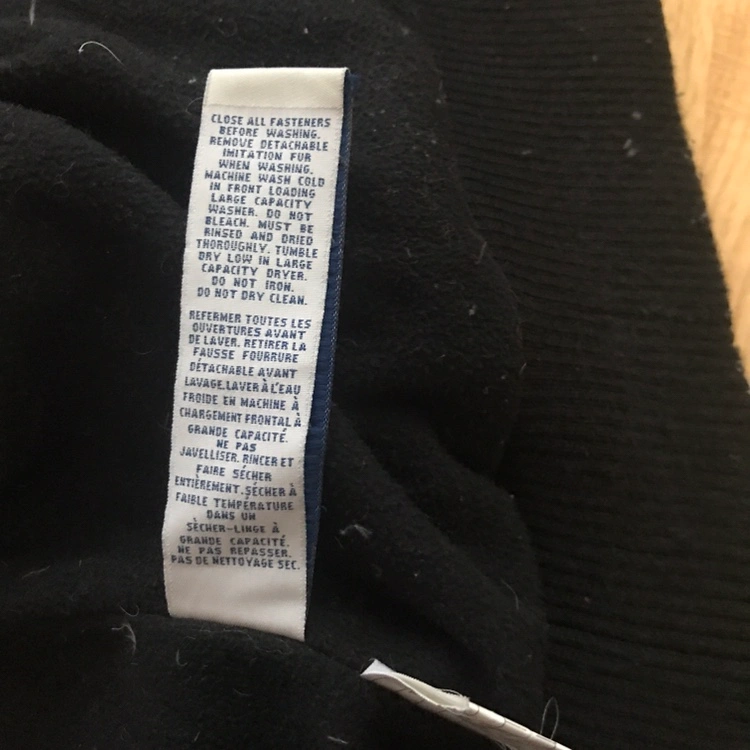 CLOSE ALL FASTENERS
BEFORE WASHING.
REMOVE DETACHABLE
IMITATION FUR
WHEN WASHING.
MACHINE WASH COLD
IN FRONT LOADING
LARGE CAPACITY
WASHER. DO NOT
BLEACH. MUST BE
RINSED AND DRIED
THOROUGHLY. TUMBLE
DRY LOW IN LARGE
CAPACITY DRYER.
DO NOT IRON.
DO NOT DRY CLEAN.
REFERMER TOUTES LES
OUVERTURES AVANT
DE LAVER. RETIRER LA
FAUSSE FOURRURE
DÉTACHABLE AVANT
LAVAGE.LAVER À L'EAU
FROIDE EN MACHINE À
CHARGEMENT FRONTAL À
GRANDE CAPACITÉ.
NE PAS
JAVELLISER. RINCER ET
FAIRE SÉCHER
ENTIÈREMENT. SÉCHER À
FAIBLE TEMPÉRATURE
DANS UN
SÈCHER-LINGE À
GRANDE CAPACITÉ.
NE PAS REPASSER.
PAS DE NETTOYAGE SEC.